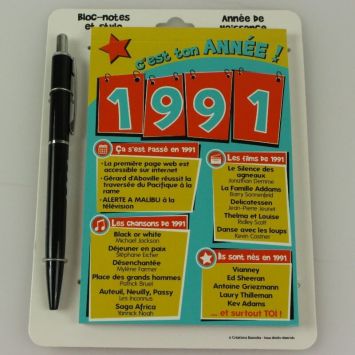 Bloc-notes
et stylo
Année de
naissance
c'est ton ANNÉE !
1991
Ça s'est passé en 1991
• La première page web est
accessible sur internet
• Gérard d'Aboville réussit la
traversée du Pacifique à la
rame
• ALERTE A MALIBU à la
télévision
Les chansons de 1991
Black or white
Michael Jackson
Déjeuner en paix
Stéphane Eicher
Désenchantée
Mylène Farmer
Place des grands hommes
Patrick Bruel
Auteuil, Neuilly, Passy
Les Inconnus
Saga Africa
Yannick Noah
Les films de 1991
Le Silence des
agneaux
Jonathan Demme
La Famille Addams
Barry Sonnenfeld
Delicatessen
Jean-Pierre Jeunet
Thelma et Louise
Ridley Scott
Danse avec les loups
Kevin Costner
Ils sont nés en 1991
Vianney
Ed Sheeran
Antoine Griezmann
Laury Thilleman
Kev Adams
... et surtout TOI !